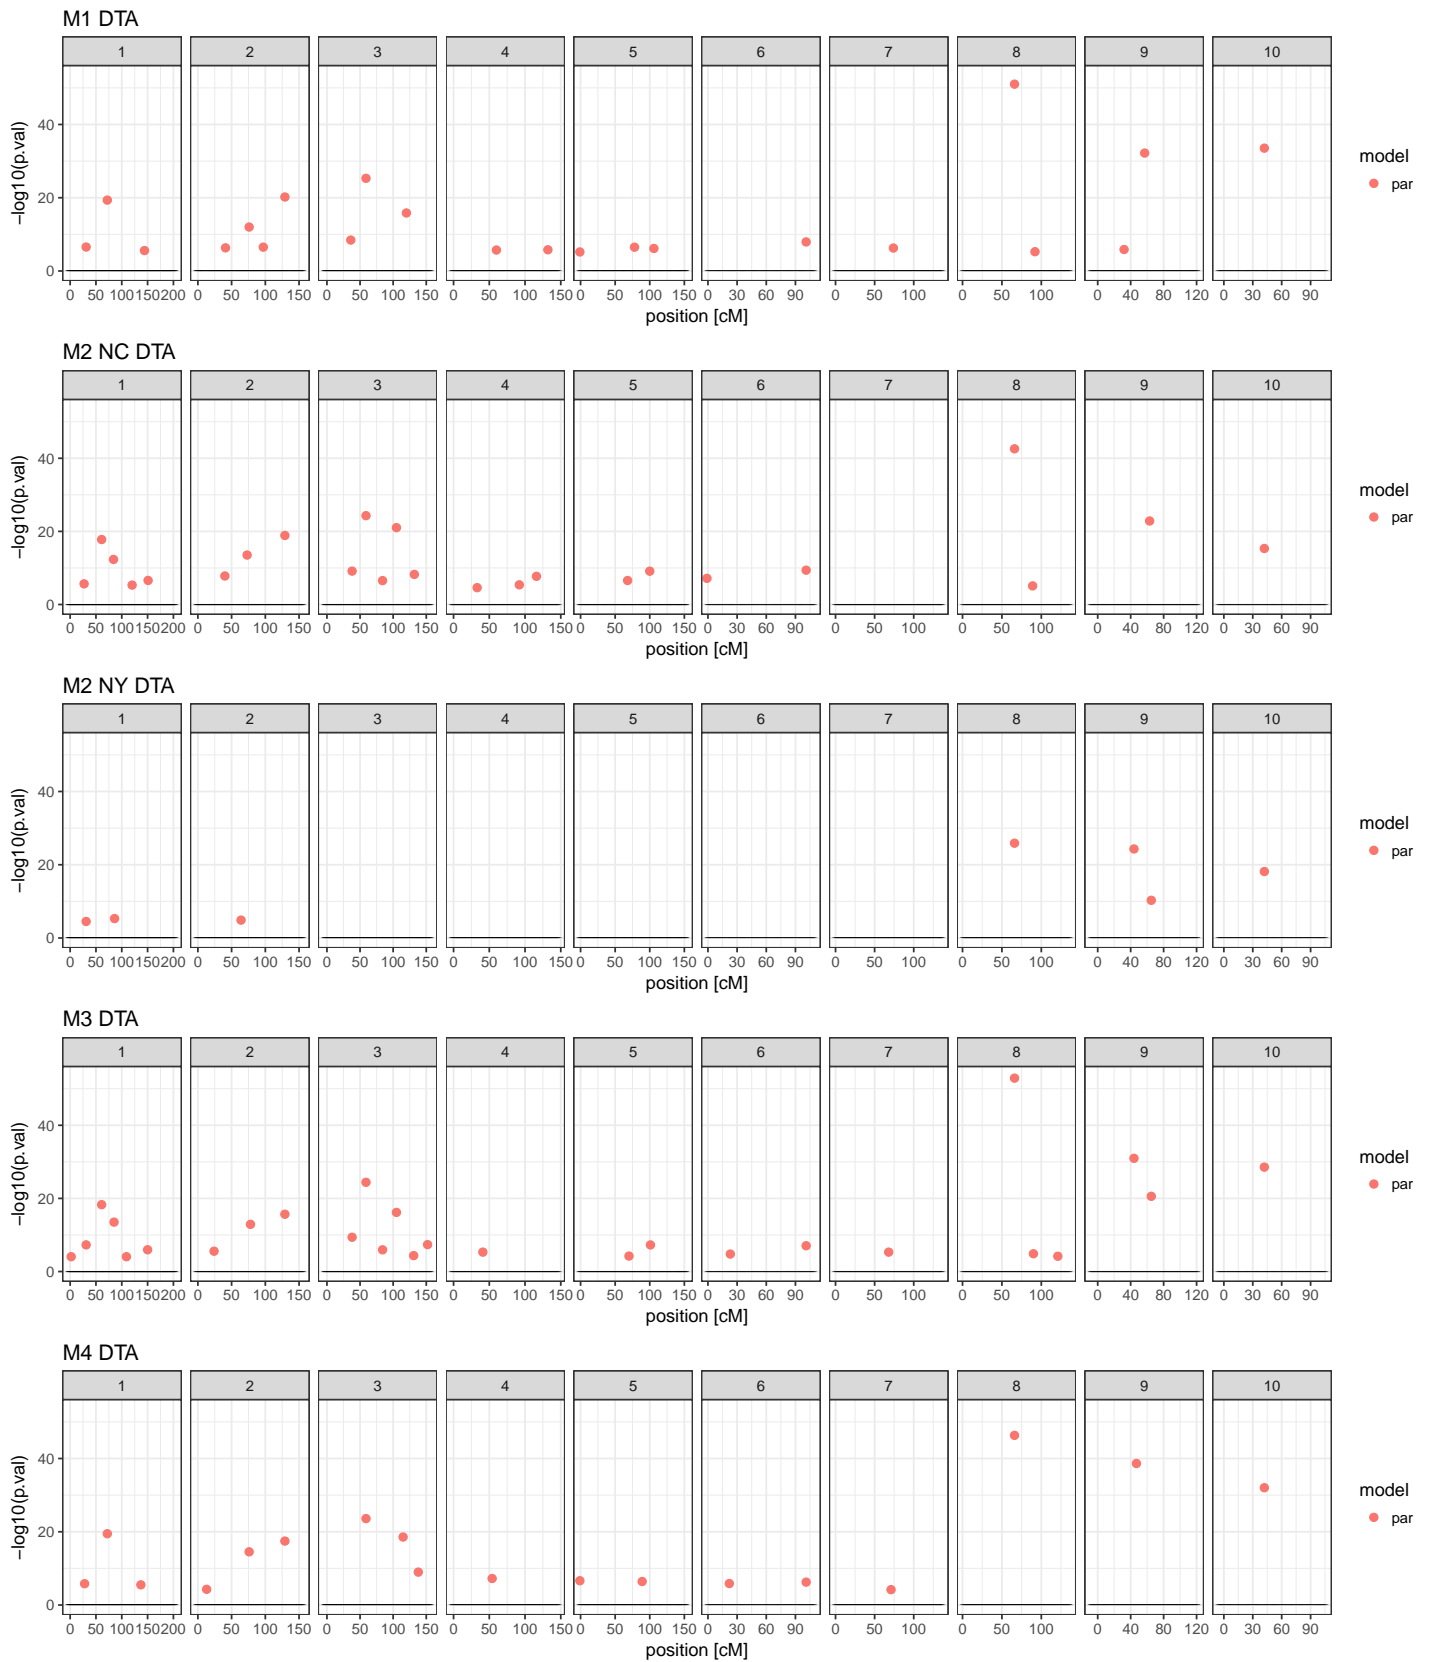 M1 DTA
1 2 3 4 5 6 7 8 9 10
−log10(p.val)
40
20
0
0 50 100 150 200 0 50 100 150 0 50 100 150 0 50 100 150 0 50 100 150 0 30 60 90 0 50 100 0 50 100 0 40 80 120 0 30 60 90
position [cM]
model
par
M2 NC DTA
1 2 3 4 5 6 7 8 9 10
−log10(p.val)
40
20
0
0 50 100 150 200 0 50 100 150 0 50 100 150 0 50 100 150 0 50 100 150 0 30 60 90 0 50 100 0 50 100 0 40 80 120 0 30 60 90
position [cM]
model
par
M2 NY DTA
1 2 3 4 5 6 7 8 9 10
−log10(p.val)
40
20
0
0 50 100 150 200 0 50 100 150 0 50 100 150 0 50 100 150 0 50 100 150 0 30 60 90 0 50 100 0 50 100 0 40 80 120 0 30 60 90
position [cM]
model
par
M3 DTA
1 2 3 4 5 6 7 8 9 10
−log10(p.val)
40
20
0
0 50 100 150 200 0 50 100 150 0 50 100 150 0 50 100 150 0 50 100 150 0 30 60 90 0 50 100 0 50 100 0 40 80 120 0 30 60 90
position [cM]
model
par
M4 DTA
1 2 3 4 5 6 7 8 9 10
−log10(p.val)
40
20
0
0 50 100 150 200 0 50 100 150 0 50 100 150 0 50 100 150 0 50 100 150 0 30 60 90 0 50 100 0 50 100 0 40 80 120 0 30 60 90
position [cM]
model
par